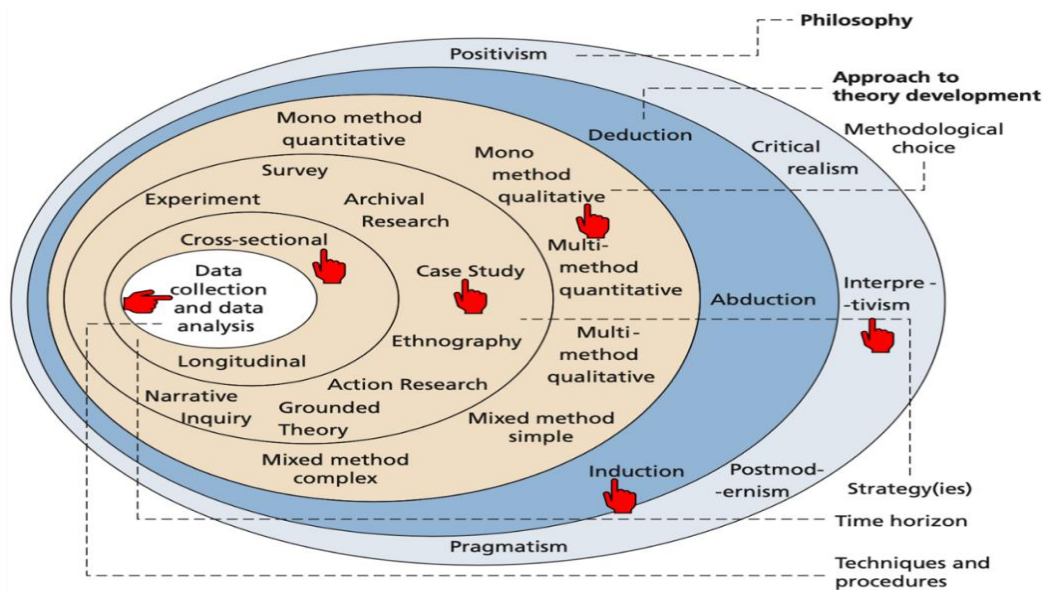 Philosophy
Positivism
Approach to
theory development
Mono method
quantitative
Deduction
Methodological
choice
Critical
realism
Mono
method
qualitative
Survey
Experiment
Archival
Research
Cross-sectional
Data
collection
and data
analysis
Case Study
Multi-
method
quantitative
Abduction
Interpre -
-tivism
Ethnography
Multi-
method
qualitative
Longitudinal
Action Research
Narrative
Inquiry
Grounded
Theory
Mixed method
simple
Mixed method
complex
Induction
Postmod-
-ernism
Strategy(ies)
Time horizon
Pragmatism
Techniques and
procedures